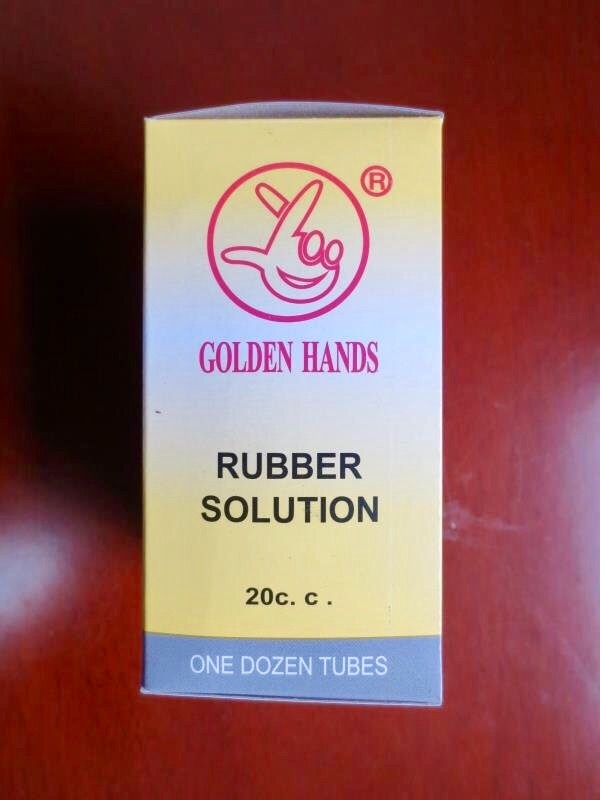 ®
GOLDEN HANDS
RUBBER
SOLUTION
20c. c .
ONE DOZEN TUBES